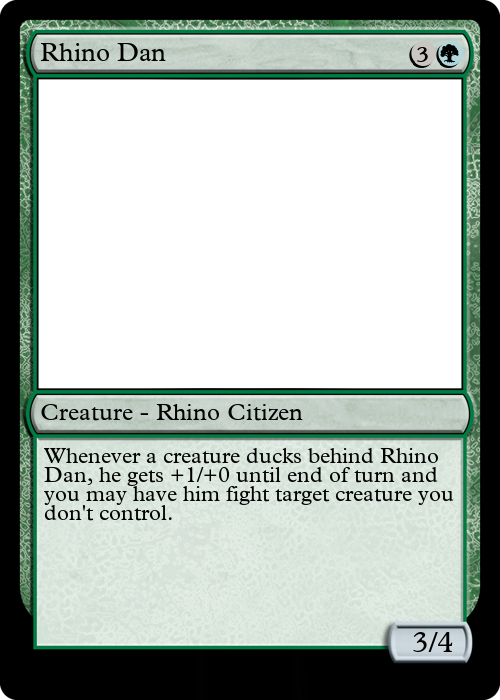 Rhino Dan 3
Creature - Rhino Citizen
Whenever a creature ducks behind Rhino
Dan, he gets +1/+0 until end of turn and
you may have him fight target creature you
don't control.
3/4